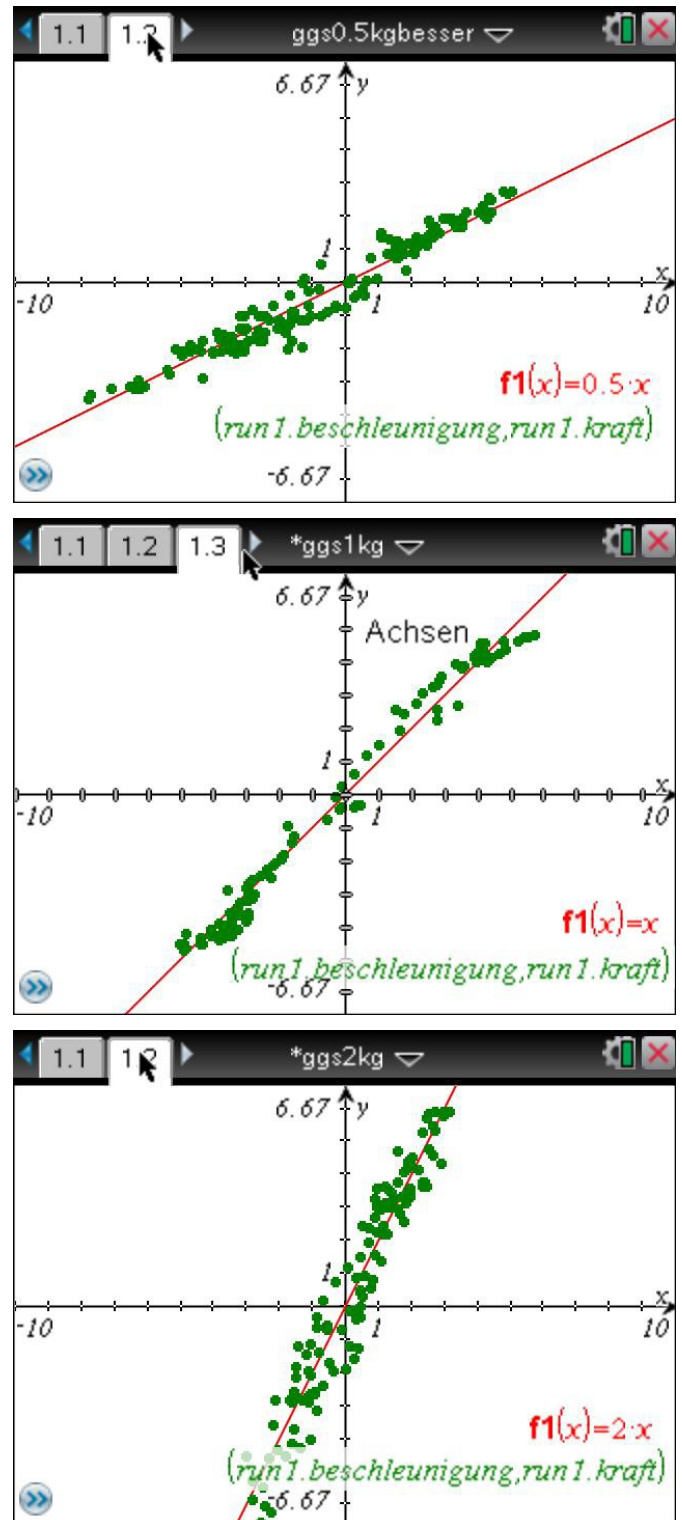 1.1 1.2 ggs0.5kgbesser
6.67 y
1
x
-10 1 10
f1(x)=0.5·x
(run1.beschleunigung,run1.kraft)
-6.67
1.1 1.2 1.3 *ggs1kg
6.67 y
Achsen
1
x
-10 1 10
f1(x)=x
(run1.beschleunigung,run1.kraft)
-6.67
1.1 1.2 *ggs2kg
6.67 y
1
x
-10 1 10
f1(x)=2·x
(run1.beschleunigung,run1.kraft)
-6.67